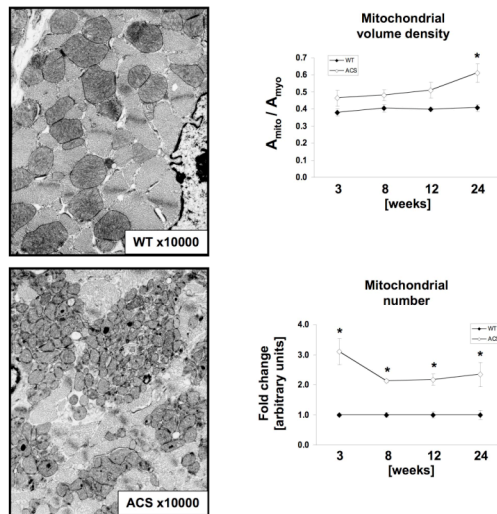 WT x10000
Mitochondrial
volume density
WT
ACS
A_mito / A_myo
0.7
0.6
0.5
0.4
0.3
0.2
0.1
0.0
*
3 8 12 24
[weeks]
ACS x10000
Mitochondrial
number
WT
ACS
Fold change
[arbitrary units]
4.0
3.0
2.0
1.0
0.0
* * * *
3 8 12 24
[weeks]